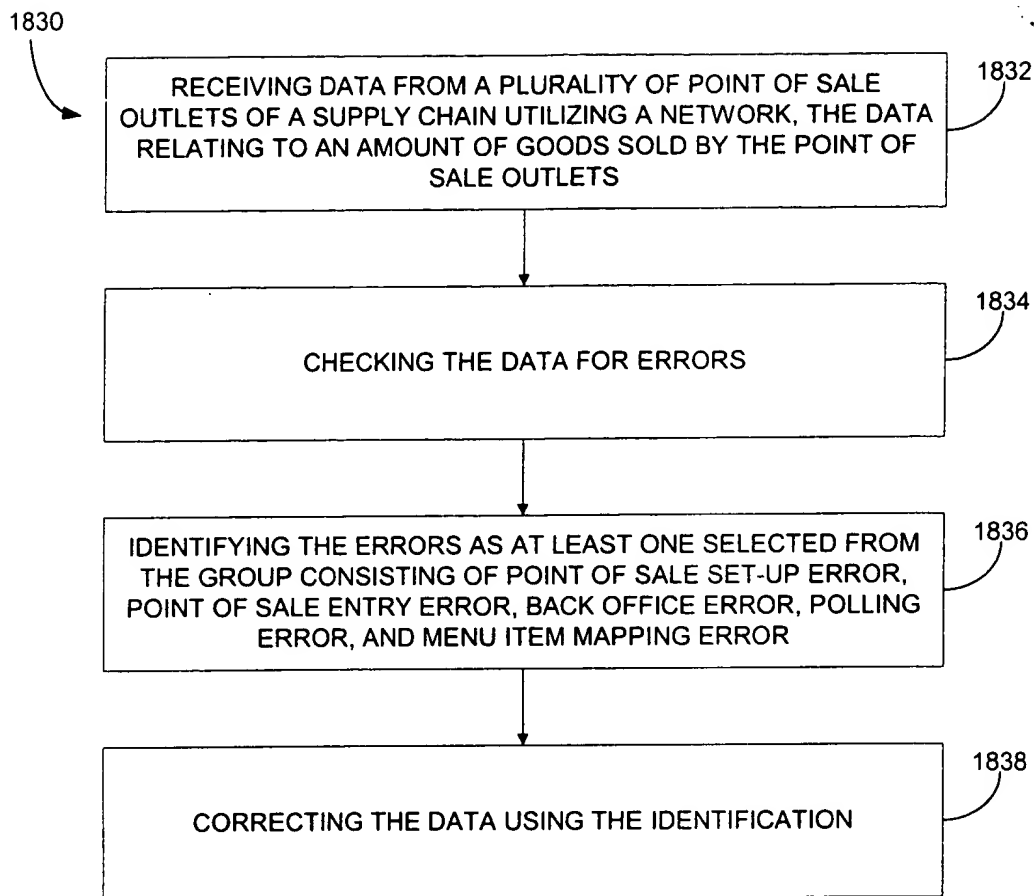 1830
RECEIVING DATA FROM A PLURALITY OF POINT OF SALE
OUTLETS OF A SUPPLY CHAIN UTILIZING A NETWORK, THE DATA
RELATING TO AN AMOUNT OF GOODS SOLD BY THE POINT OF
SALE OUTLETS
1832
CHECKING THE DATA FOR ERRORS
1834
IDENTIFYING THE ERRORS AS AT LEAST ONE SELECTED FROM
THE GROUP CONSISTING OF POINT OF SALE SET-UP ERROR,
POINT OF SALE ENTRY ERROR, BACK OFFICE ERROR, POLLING
ERROR, AND MENU ITEM MAPPING ERROR
1836
CORRECTING THE DATA USING THE IDENTIFICATION
1838